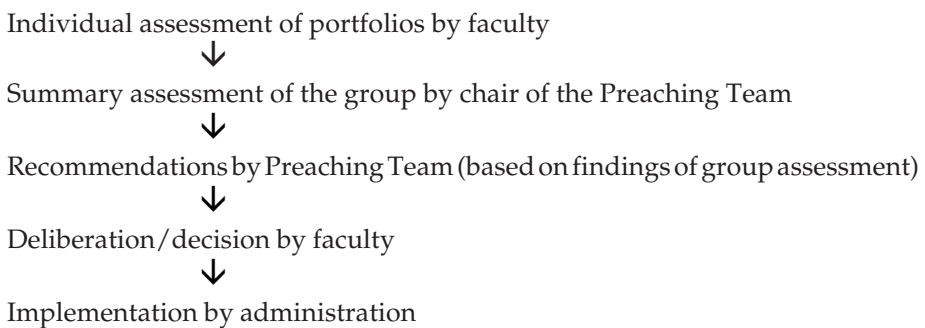 Individual assessment of portfolios by faculty
↓
Summary assessment of the group by chair of the Preaching Team
↓
Recommendations by Preaching Team (based on findings of group assessment)
↓
Deliberation/decision by faculty
↓
Implementation by administration